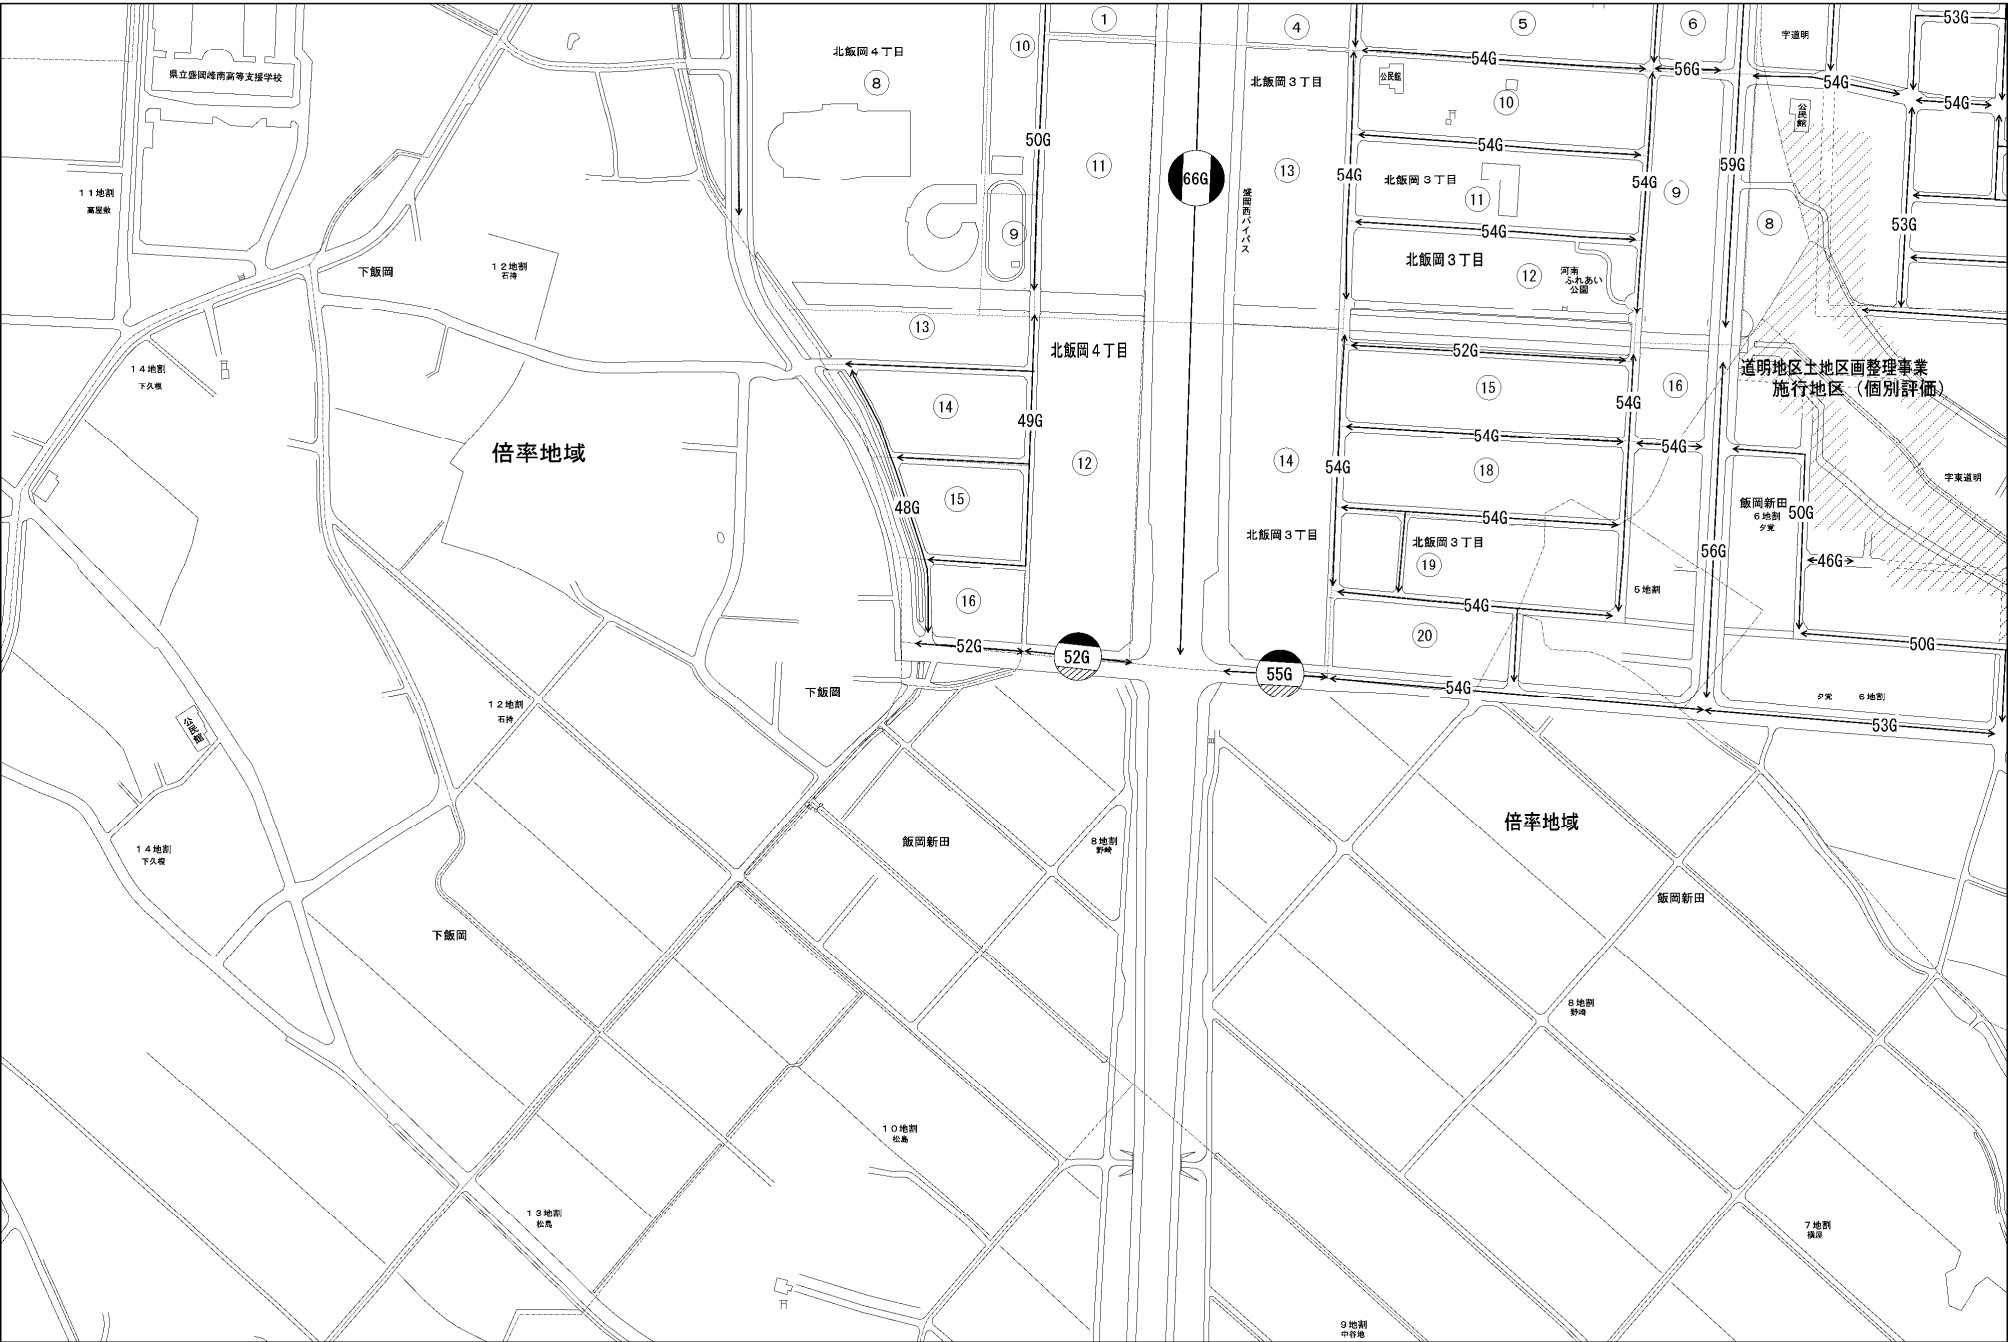 県立盛岡峰南高等支援学校
北飯岡４丁目
8
10
1
4
5
6
字道明
53G
54G
56G
54G
54G
公民館
10
公民館
北飯岡３丁目
50G
11
66G
13
54G
54G
54G
59G
11地割
高屋敷
北飯岡３丁目
11
9
9
8
53G
盛岡西バイパス
54G
北飯岡３丁目
12
河南
ふれあい
公園
下飯岡
12地割
石持
13
北飯岡４丁目
52G
14地割
下久根
道明地区土地区画整理事業
施行地区（個別評価）
15
16
14
49G
54G
54G
54G
倍率地域
12
14
54G
18
字東道明
15
48G
飯岡新田
6地割
夕覚
50G
54G
北飯岡３丁目
北飯岡３丁目
19
56G
46G
5地割
16
54G
20
52G
52G
55G
54G
50G
下飯岡
夕覚
6地割
53G
12地割
石持
公民館
倍率地域
14地割
下久根
飯岡新田
8地割
野崎
飯岡新田
下飯岡
8地割
野崎
10地割
松島
13地割
松島
7地割
横屋
9地割
中谷地